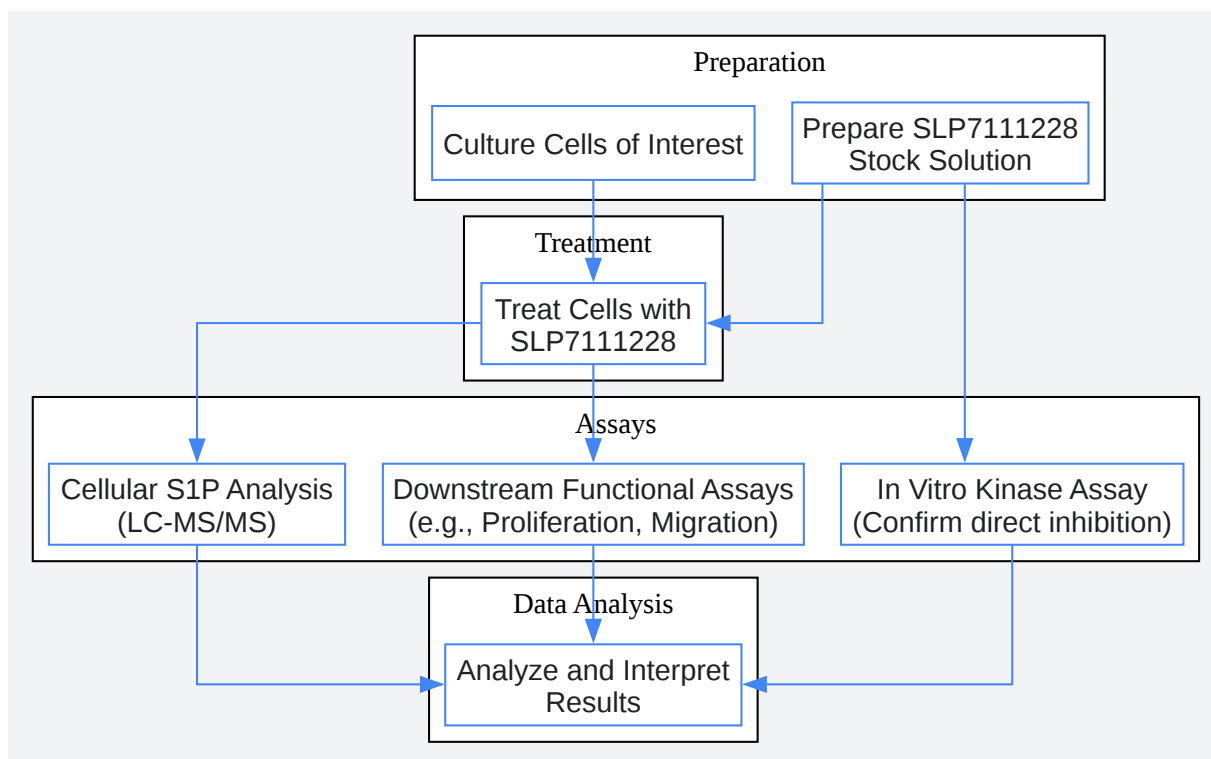 Preparation
Culture Cells of Interest
Prepare SLP7111228
Stock Solution
Treatment
Treat Cells with
SLP7111228
Assays
Cellular S1P Analysis
(LC-MS/MS)
Downstream Functional Assays
(e.g., Proliferation, Migration)
In Vitro Kinase Assay
(Confirm direct inhibition)
Data Analysis
Analyze and Interpret
Results